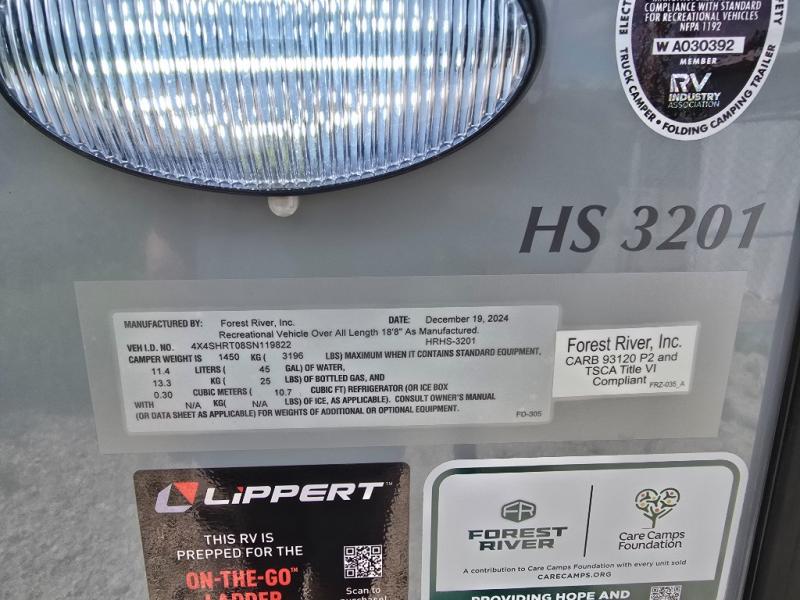 COMPLIANCE WITH STANDARD
FOR RECREATIONAL VEHICLES
NFPA 1192
W A030392
MEMBER
RV
INDUSTRY
ASSOCIATION
TRUCK CAMPER • FOLDING CAMPING TRAILER
HS 3201
MANUFACTURED BY: Forest River, Inc. DATE: December 19, 2024
Recreational Vehicle Over All Length 18'8" As Manufactured.
VEH I.D. NO. 4X4SHRT08SN119822 HRHS-3201
CAMPER WEIGHT IS 1450 KG ( 3196 LBS) MAXIMUM WHEN IT CONTAINS STANDARD EQUIPMENT,
11.4 LITERS ( 45 GAL) OF WATER,
13.3 KG ( 25 LBS) OF BOTTLED GAS, AND
0.30 CUBIC METERS ( 10.7 CUBIC FT) REFRIGERATOR (OR ICE BOX
WITH N/A KG( N/A LBS) OF ICE, AS APPLICABLE). CONSULT OWNER'S MANUAL
(OR DATA SHEET AS APPLICABLE) FOR WEIGHTS OF ADDITIONAL OR OPTIONAL EQUIPMENT.
FO-305
Forest River, Inc.
CARB 93120 P2 and
TSCA Title VI
Compliant
FRZ-035_A
LIPPERT™
THIS RV IS
PREPPED FOR THE
ON-THE-GO™
LADDER
Scan to
purchase!
FR
FOREST
RIVER
Care Camps
Foundation
A contribution to Care Camps Foundation with every unit sold
CARECAMPS.ORG
PROVIDING HOPE AND